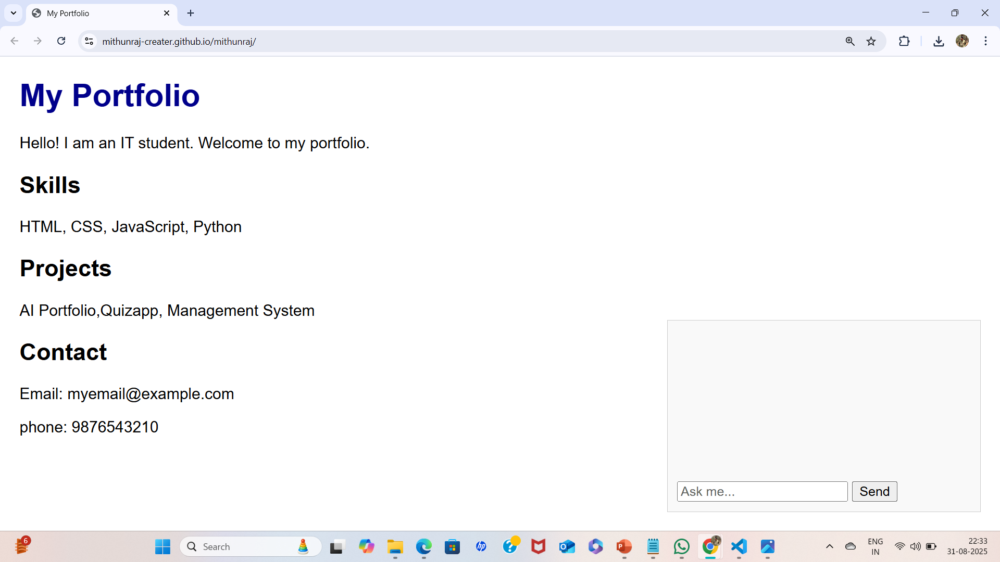 My Portfolio
mithunraj-creater.github.io/mithunraj/
My Portfolio
Hello! I am an IT student. Welcome to my portfolio.
Skills
HTML, CSS, JavaScript, Python
Projects
AI Portfolio,Quizapp, Management System
Contact
Email: myemail@example.com
phone: 9876543210
Ask me...
Send
6
Search
hp
?
O
P
ENG
IN
22:33
31-08-2025